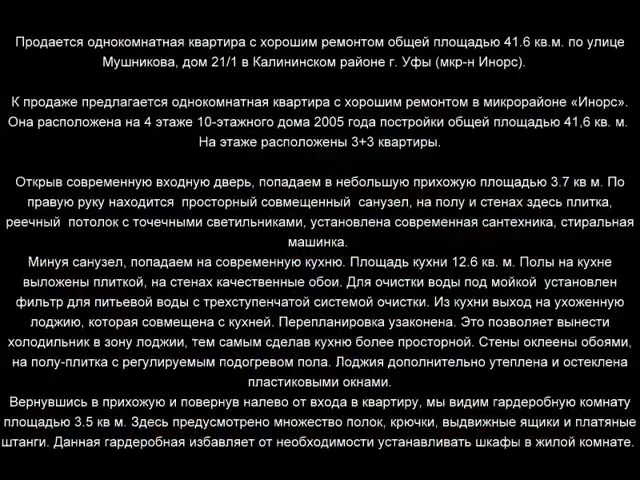 Продается однокомнатная квартира с хорошим ремонтом общей площадью 41.6 кв.м. по улице
Мушникова, дом 21/1 в Калининском районе г. Уфы (мкр-н Инорс).
К продаже предлагается однокомнатная квартира с хорошим ремонтом в микрорайоне «Инорс».
Она расположена на 4 этаже 10-этажного дома 2005 года постройки общей площадью 41,6 кв. м.
На этаже расположены 3+3 квартиры.
Открыв современную входную дверь, попадаем в небольшую прихожую площадью 3.7 кв м. По
правую руку находится просторный совмещенный санузел, на полу и стенах здесь плитка,
реечный потолок с точечными светильниками, установлена современная сантехника, стиральная
машинка.
Минуя санузел, попадаем на современную кухню. Площадь кухни 12.6 кв. м. Полы на кухне
выложены плиткой, на стенах качественные обои. Для очистки воды под мойкой установлен
фильтр для питьевой воды с трехступенчатой системой очистки. Из кухни выход на ухоженную
лоджию, которая совмещена с кухней. Перепланировка узаконена. Это позволяет вынести
холодильник в зону лоджии, тем самым сделав кухню более просторной. Стены оклеены обоями,
на полу-плитка с регулируемым подогревом пола. Лоджия дополнительно утеплена и остеклена
пластиковыми окнами.
Вернувшись в прихожую и повернув налево от входа в квартиру, мы видим гардеробную комнату
площадью 3.5 кв м. Здесь предусмотрено множество полок, крючки, выдвижные ящики и платяные
штанги. Данная гардеробная избавляет от необходимости устанавливать шкафы в жилой комнате.